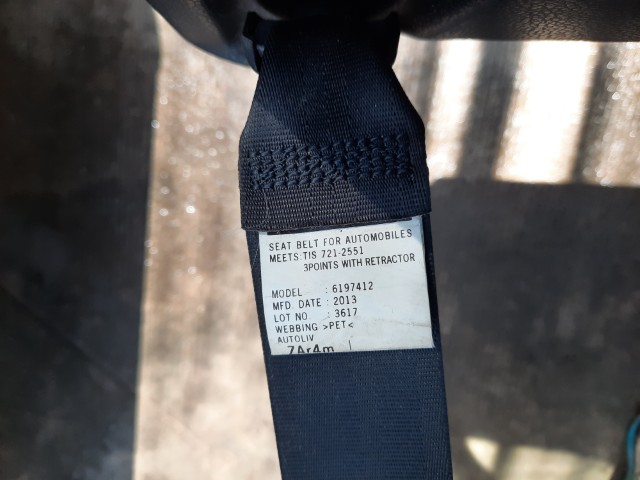 SEAT BELT FOR AUTOMOBILES
MEETS:TIS 721-2551
3POINTS WITH RETRACTOR
MODEL : 6197412
MFD. DATE : 2013
LOT NO : 3617
WEBBING >PET<
AUTOLIV
7Ar4m